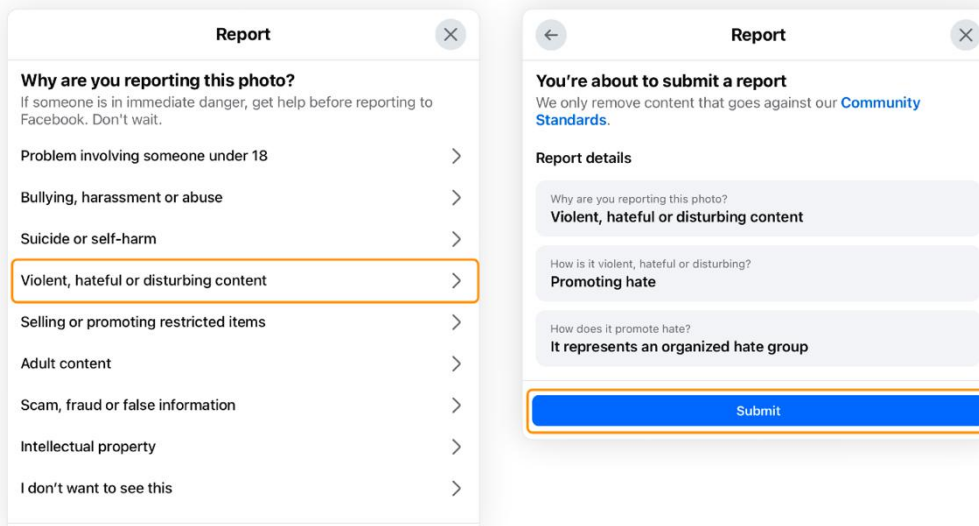 Report
Why are you reporting this photo?
If someone is in immediate danger, get help before reporting to
Facebook. Don't wait.
Problem involving someone under 18
Bullying, harassment or abuse
Suicide or self-harm
Violent, hateful or disturbing content
Selling or promoting restricted items
Adult content
Scam, fraud or false information
Intellectual property
I don't want to see this
Report
You're about to submit a report
We only remove content that goes against our Community
Standards.
Report details
Why are you reporting this photo?
Violent, hateful or disturbing content
How is it violent, hateful or disturbing?
Promoting hate
How does it promote hate?
It represents an organized hate group
Submit